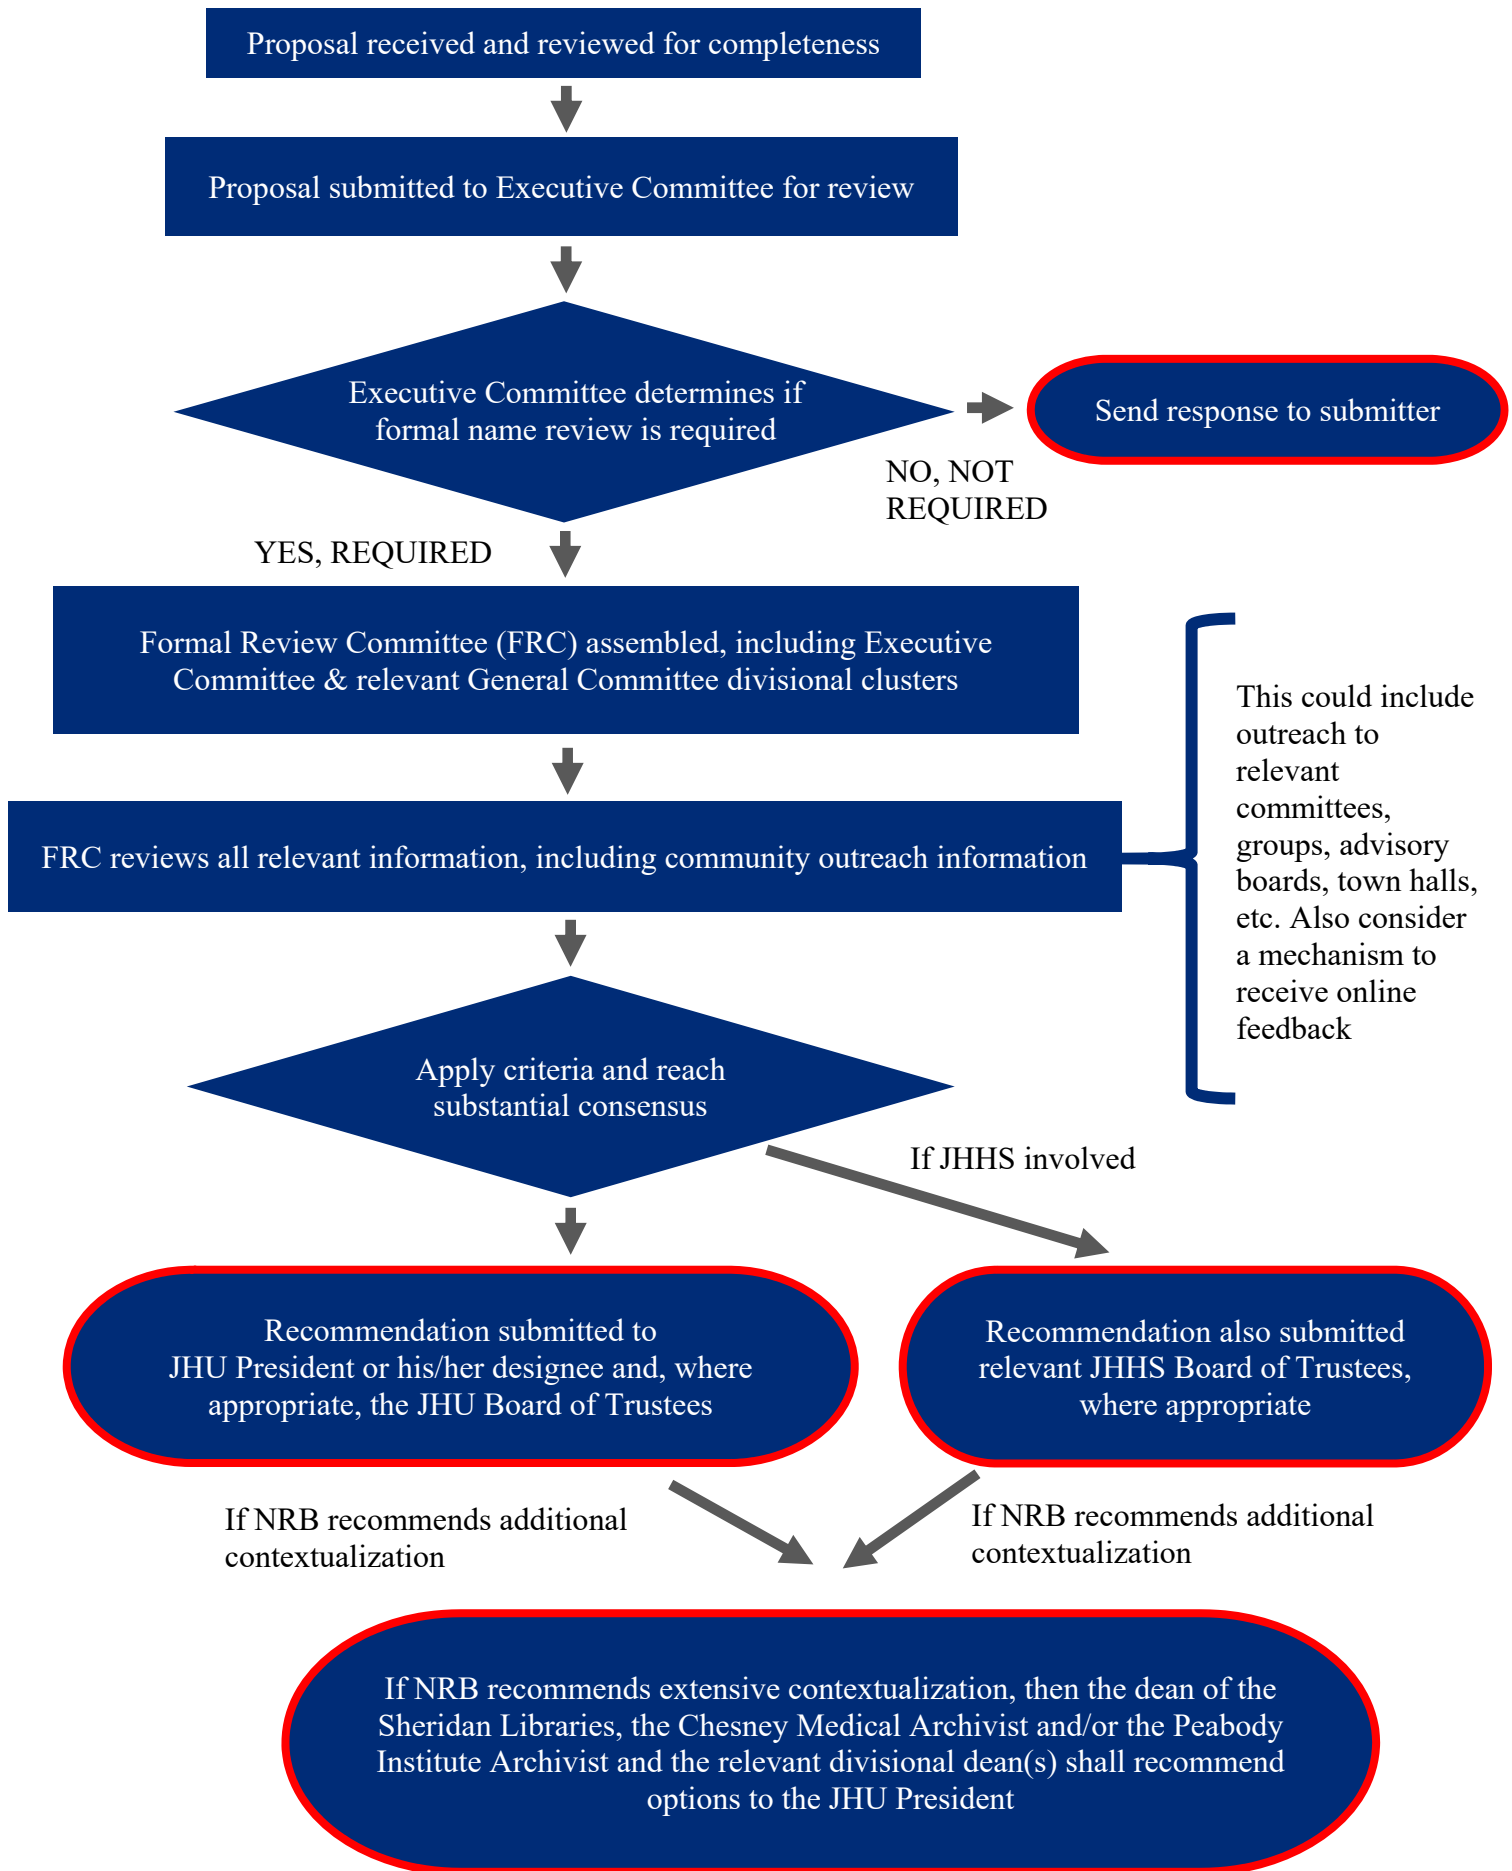 Proposal received and reviewed for completeness
Proposal submitted to Executive Committee for review
Executive Committee determines if
formal name review is required
Send response to submitter
NO, NOT
REQUIRED
YES, REQUIRED
Formal Review Committee (FRC) assembled, including Executive
Committee & relevant General Committee divisional clusters
FRC reviews all relevant information, including community outreach information
This could include
outreach to
relevant
committees,
groups, advisory
boards, town halls,
etc. Also consider
a mechanism to
receive online
feedback
Apply criteria and reach
substantial consensus
If JHHS involved
Recommendation submitted to
JHU President or his/her designee and, where
appropriate, the JHU Board of Trustees
Recommendation also submitted
relevant JHHS Board of Trustees,
where appropriate
If NRB recommends additional
contextualization
If NRB recommends additional
contextualization
If NRB recommends extensive contextualization, then the dean of the
Sheridan Libraries, the Chesney Medical Archivist and/or the Peabody
Institute Archivist and the relevant divisional dean(s) shall recommend
options to the JHU President